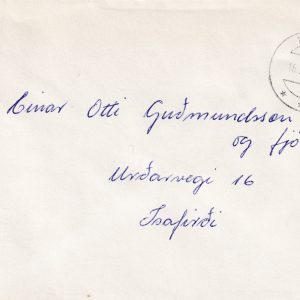 Einar Otti Guðmundsson
og fjö
Urðarvegi 16
Ísafirði